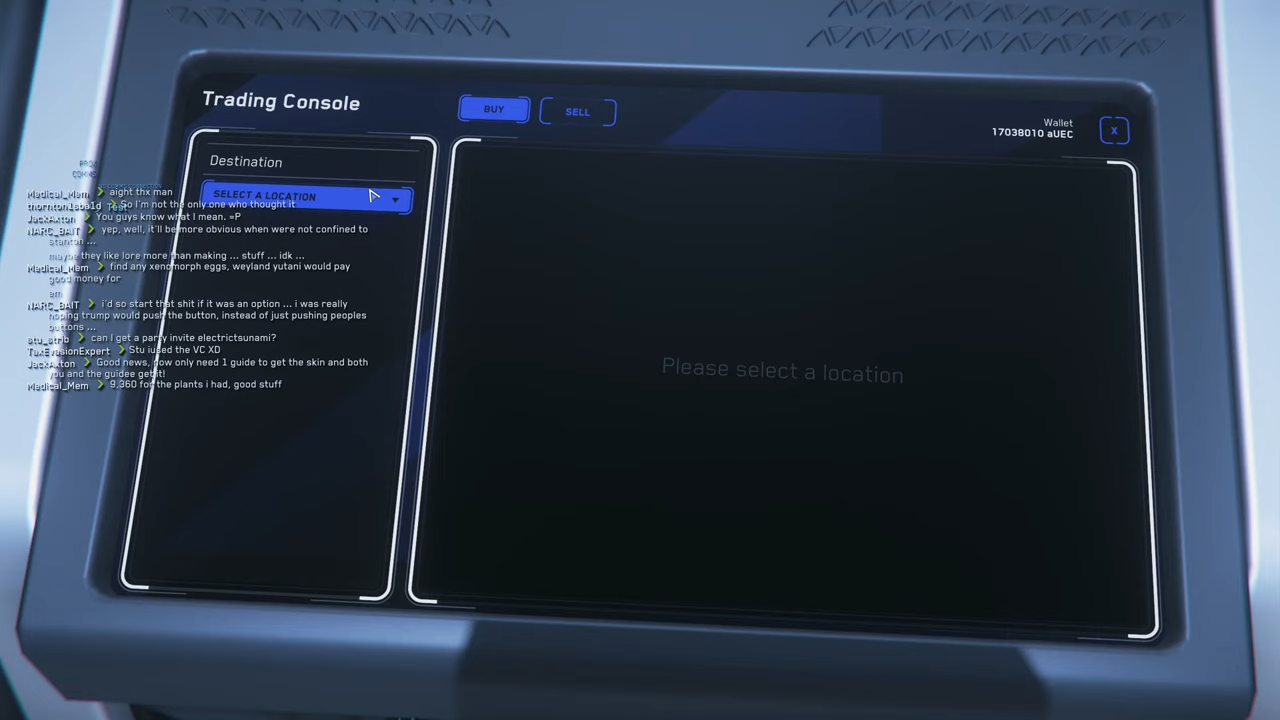 Trading Console
BUY
SELL
Wallet
17038010 aUEC
X
Destination
SELECT A LOCATION
Please select a location
Medical_Mem > aight thx man
So I'm not the only one who thought it
JackAxton > You guys know what I mean. =P
NARC_BAIT > yep, well, it'll be more obvious when were not confined to
stanton ...
maybe they like lore more than making ... stuff ... idk ...
Medical_Mem > find any xenomorph eggs, weyland yutani would pay
good money for
em
NARC_BAIT > i'd so start that shit if it was an option ... i was really
hoping trump would push the button, instead of just pushing peoples
buttons ...
stu_strib > can I get a party invite electrictsunami?
TaxEvasionExpert > Stu iused the VC XD
JackAxton > Good news, now only need 1 guide to get the skin and both
you and the guidee get it!
Medical_Mem > 9,360 for the plants i had, good stuff